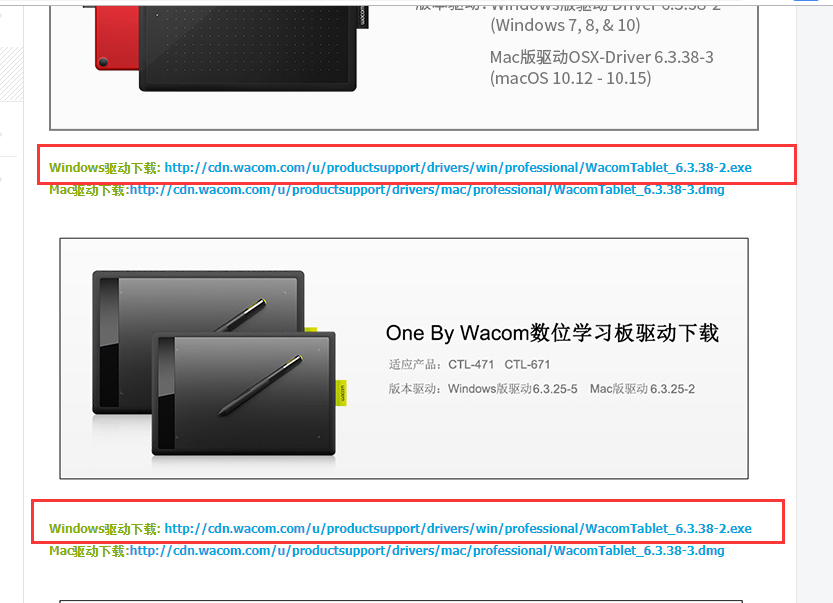 版本驱动: Windows版驱动 Driver 6.3.38-2
(Windows 7, 8, & 10)
Mac版驱动OSX-Driver 6.3.38-3
(macOS 10.12 - 10.15)
wacom
Windows驱动下载: http://cdn.wacom.com/u/productsupport/drivers/win/professional/WacomTablet_6.3.38-2.exe
Mac驱动下载:http://cdn.wacom.com/u/productsupport/drivers/mac/professional/WacomTablet_6.3.38-3.dmg
One By Wacom数位学习板驱动下载
适应产品: CTL-471 CTL-671
版本驱动: Windows版驱动6.3.25-5 Mac版驱动 6.3.25-2
wacom
Windows驱动下载: http://cdn.wacom.com/u/productsupport/drivers/win/professional/WacomTablet_6.3.38-2.exe
Mac驱动下载:http://cdn.wacom.com/u/productsupport/drivers/mac/professional/WacomTablet_6.3.38-3.dmg